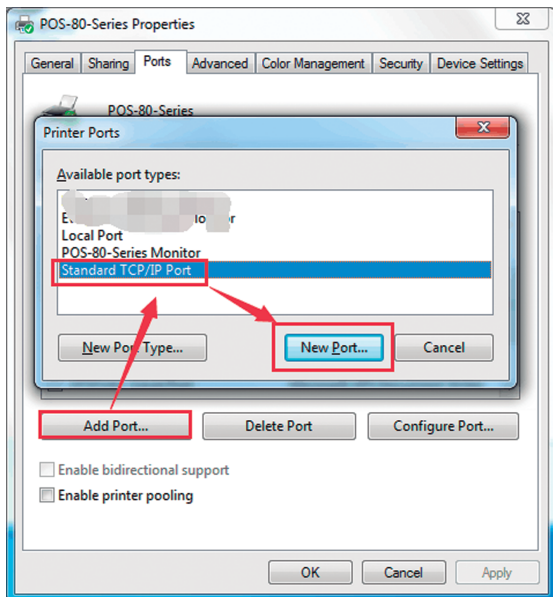 POS-80-Series Properties
General Sharing Ports Advanced Color Management Security Device Settings
POS-80-Series
Printer Ports
Available port types:
Local Port
POS-80-Series Monitor
Standard TCP/IP Port
New Port Type... New Port... Cancel
Add Port... Delete Port Configure Port...
Enable bidirectional support
Enable printer pooling
OK Cancel Apply